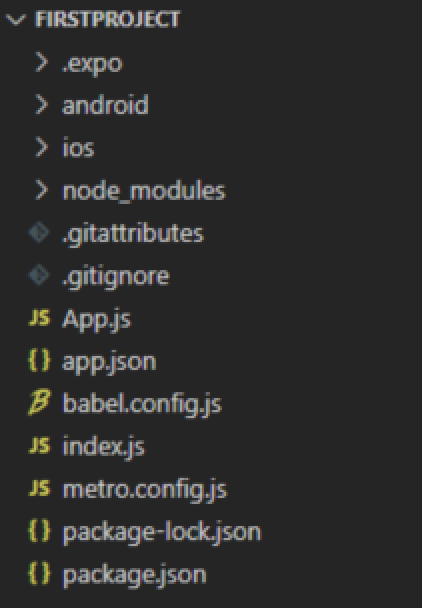 FIRSTPROJECT
.expo
android
ios
node_modules
.gitattributes
.gitignore
JS App.js
{} app.json
B babel.config.js
JS index.js
JS metro.config.js
{} package-lock.json
{} package.json